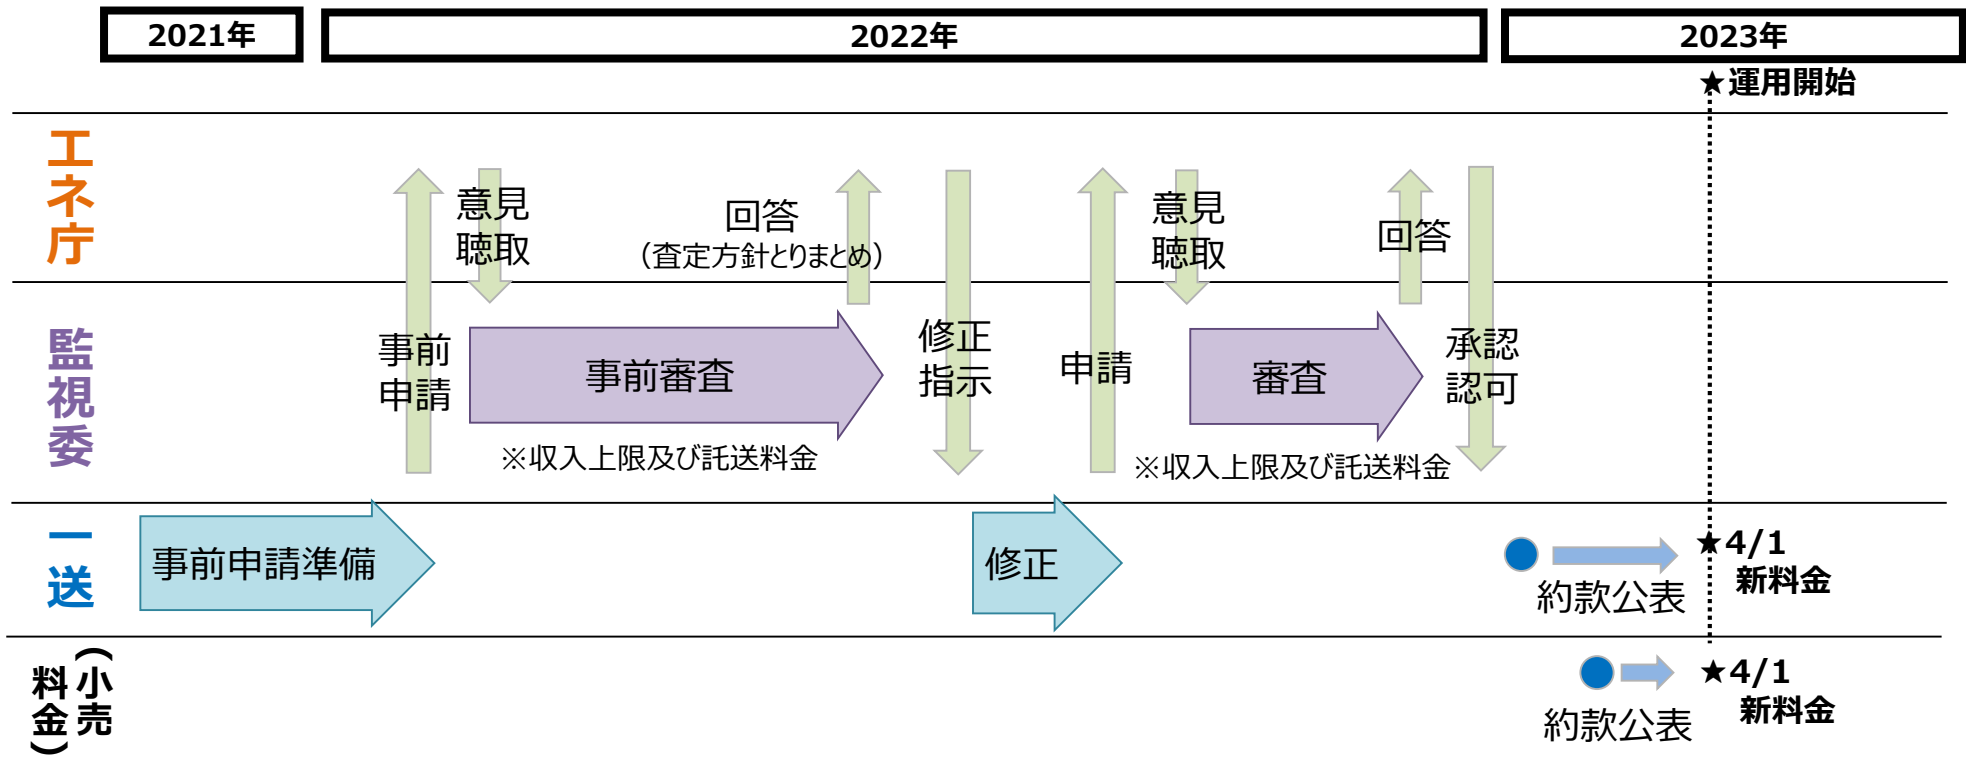 2021年
2022年
2023年
★運用開始
エネ庁
意見
聴取
回答
（査定方針とりまとめ）
意見
聴取
回答
監視委
事前
申請
事前審査
※収入上限及び託送料金
修正
指示
申請
審査
※収入上限及び託送料金
承認
認可
一送
事前申請準備
修正
約款公表
★4/1
新料金
（小売
料金）
約款公表
★4/1
新料金